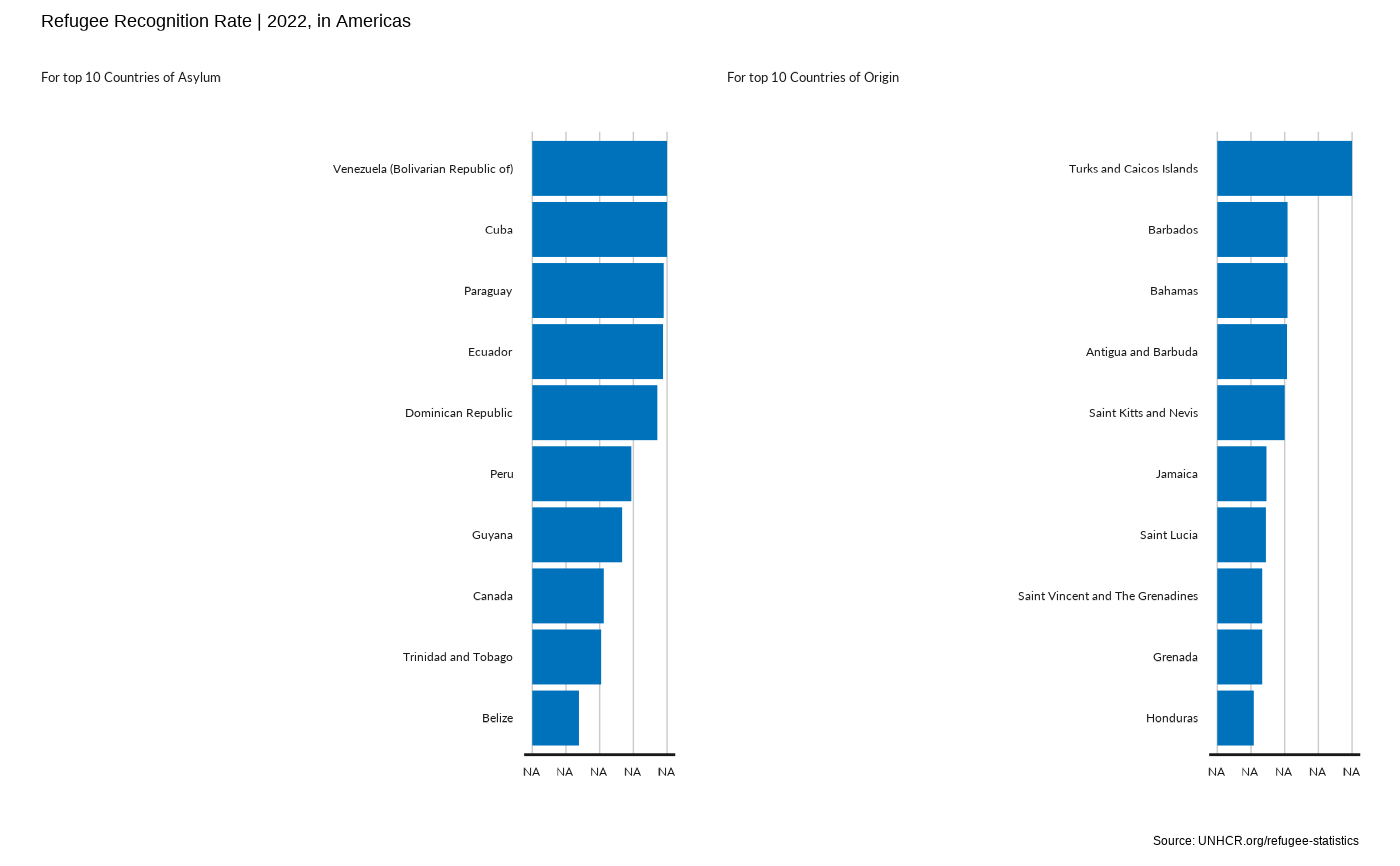 Refugee Recognition Rate | 2022, in Americas
For top 10 Countries of Asylum
Venezuela (Bolivarian Republic of)
Cuba
Paraguay
Ecuador
Dominican Republic
Peru
Guyana
Canada
Trinidad and Tobago
Belize
NA NA NA NA NA
For top 10 Countries of Origin
Turks and Caicos Islands
Barbados
Bahamas
Antigua and Barbuda
Saint Kitts and Nevis
Jamaica
Saint Lucia
Saint Vincent and The Grenadines
Grenada
Honduras
NA NA NA NA NA
Source: UNHCR.org/refugee-statistics